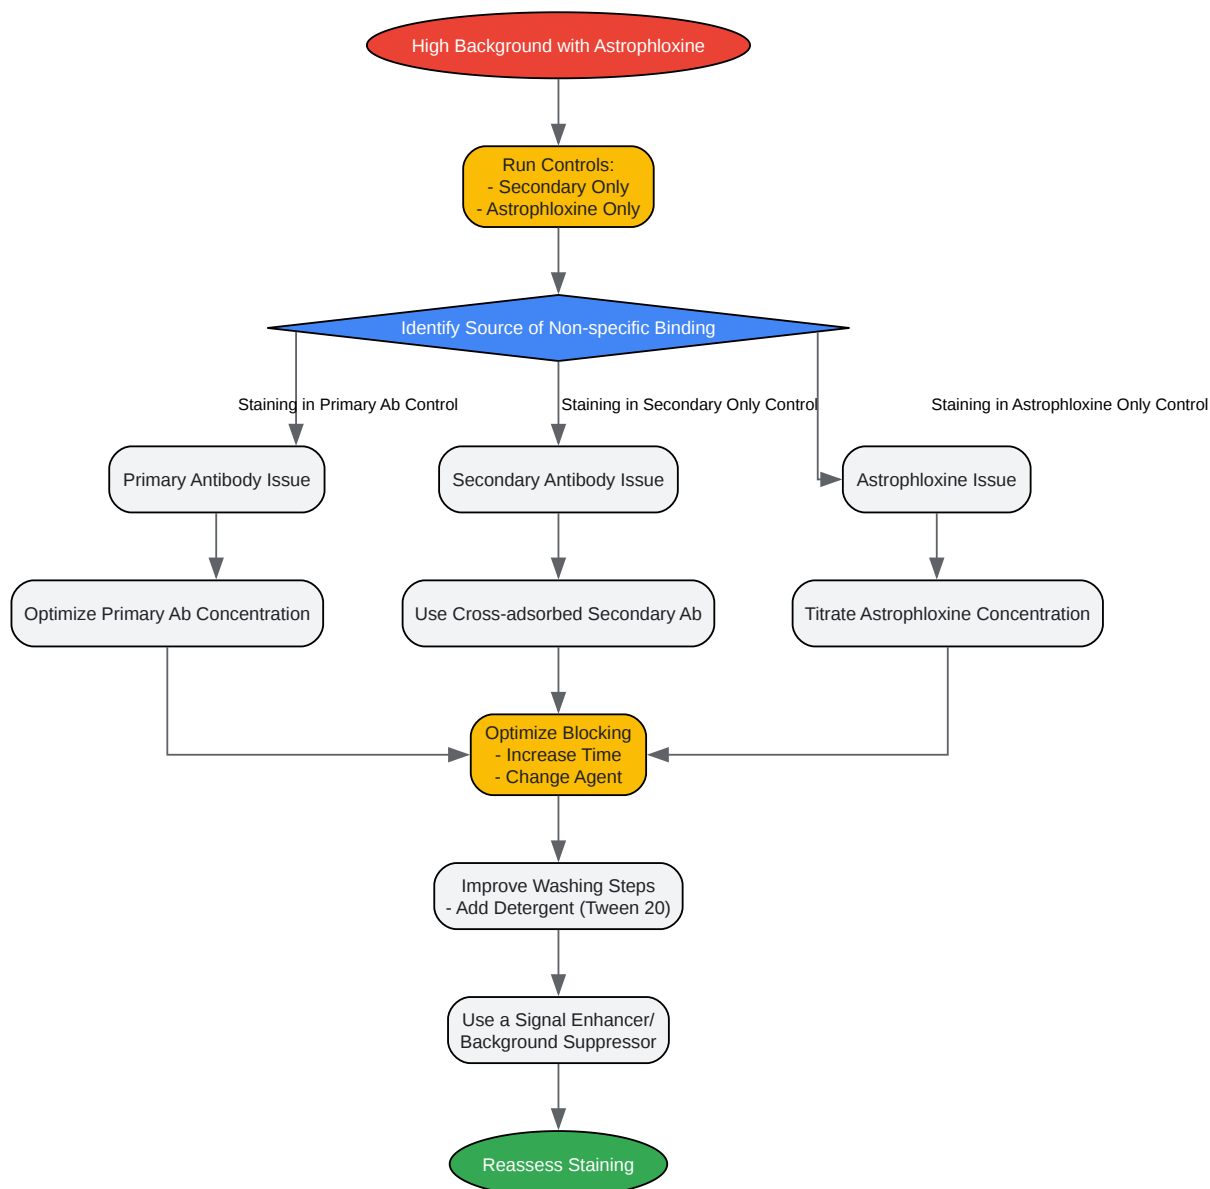 High Background with Astrophloxine
Run Controls:
- Secondary Only
- Astrophloxine Only
Identify Source of Non-specific Binding
Staining in Primary Ab Control
Staining in Secondary Only Control
Staining in Astrophloxine Only Control
Primary Antibody Issue
Secondary Antibody Issue
Astrophloxine Issue
Optimize Primary Ab Concentration
Use Cross-adsorbed Secondary Ab
Titrate Astrophloxine Concentration
Optimize Blocking
- Increase Time
- Change Agent
Improve Washing Steps
- Add Detergent (Tween 20)
Use a Signal Enhancer/
Background Suppressor
Reassess Staining